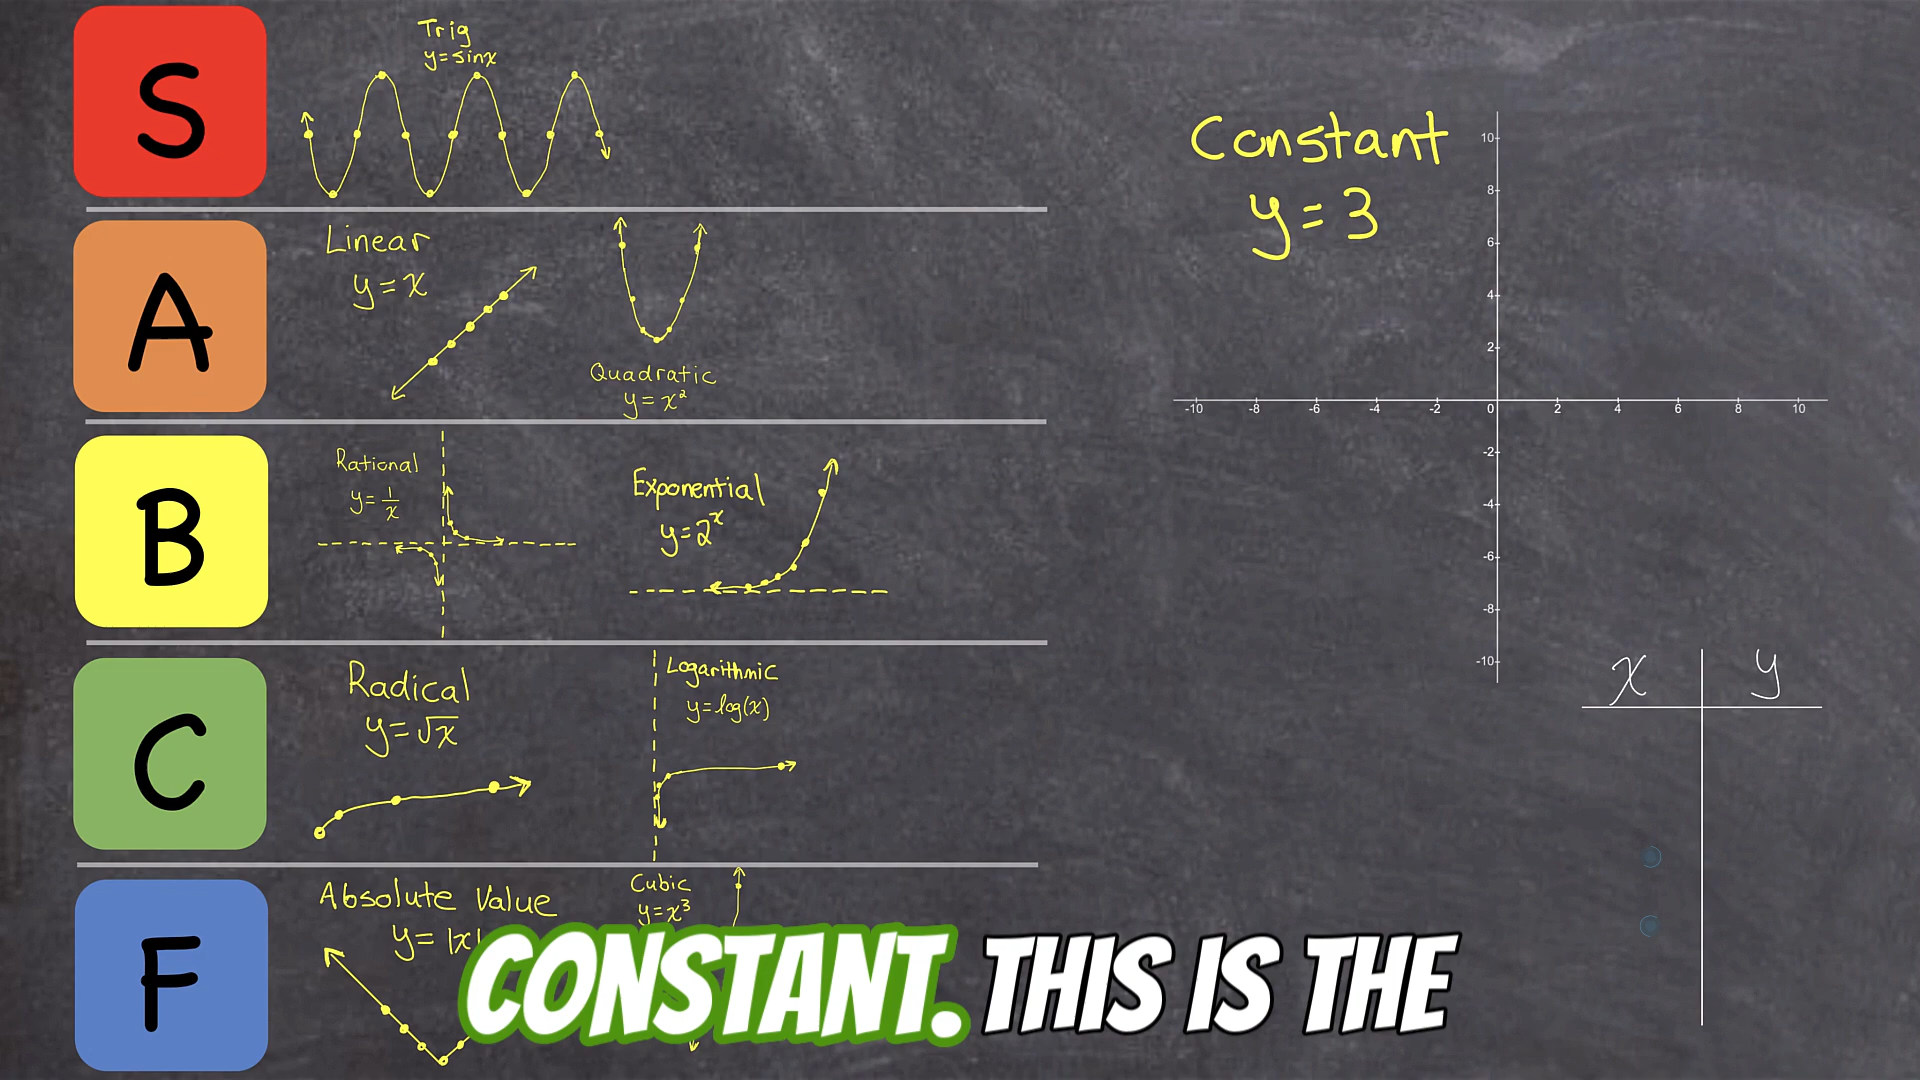 S
Trig
y=sinx
A
Linear
y=x
Quadratic
y=x²
B
Rational
y=1/x
Exponential
y=2ˣ
C
Radical
y=√x
Logarithmic
y=log(x)
F
Absolute Value
y=|x|
Cubic
y=x³
Constant
y=3
10
8
6
4
2
-10 -8 -6 -4 -2 0 2 4 6 8 10
-2
-4
-6
-8
-10
x y
CONSTANT. THIS IS THE